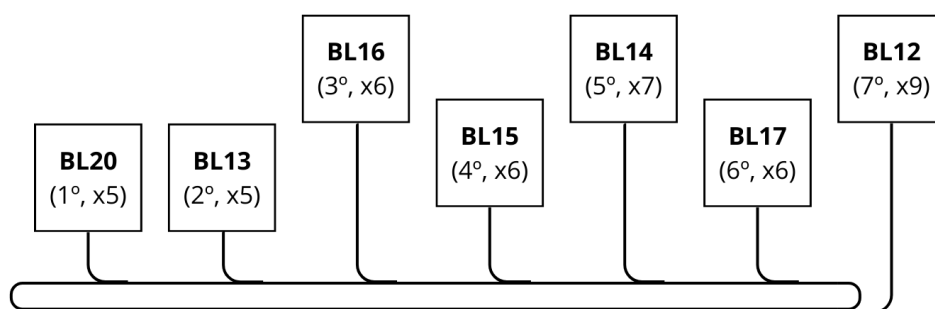 BL20
(1º, x5)
BL13
(2º, x5)
BL16
(3º, x6)
BL15
(4º, x6)
BL14
(5º, x7)
BL17
(6º, x6)
BL12
(7º, x9)